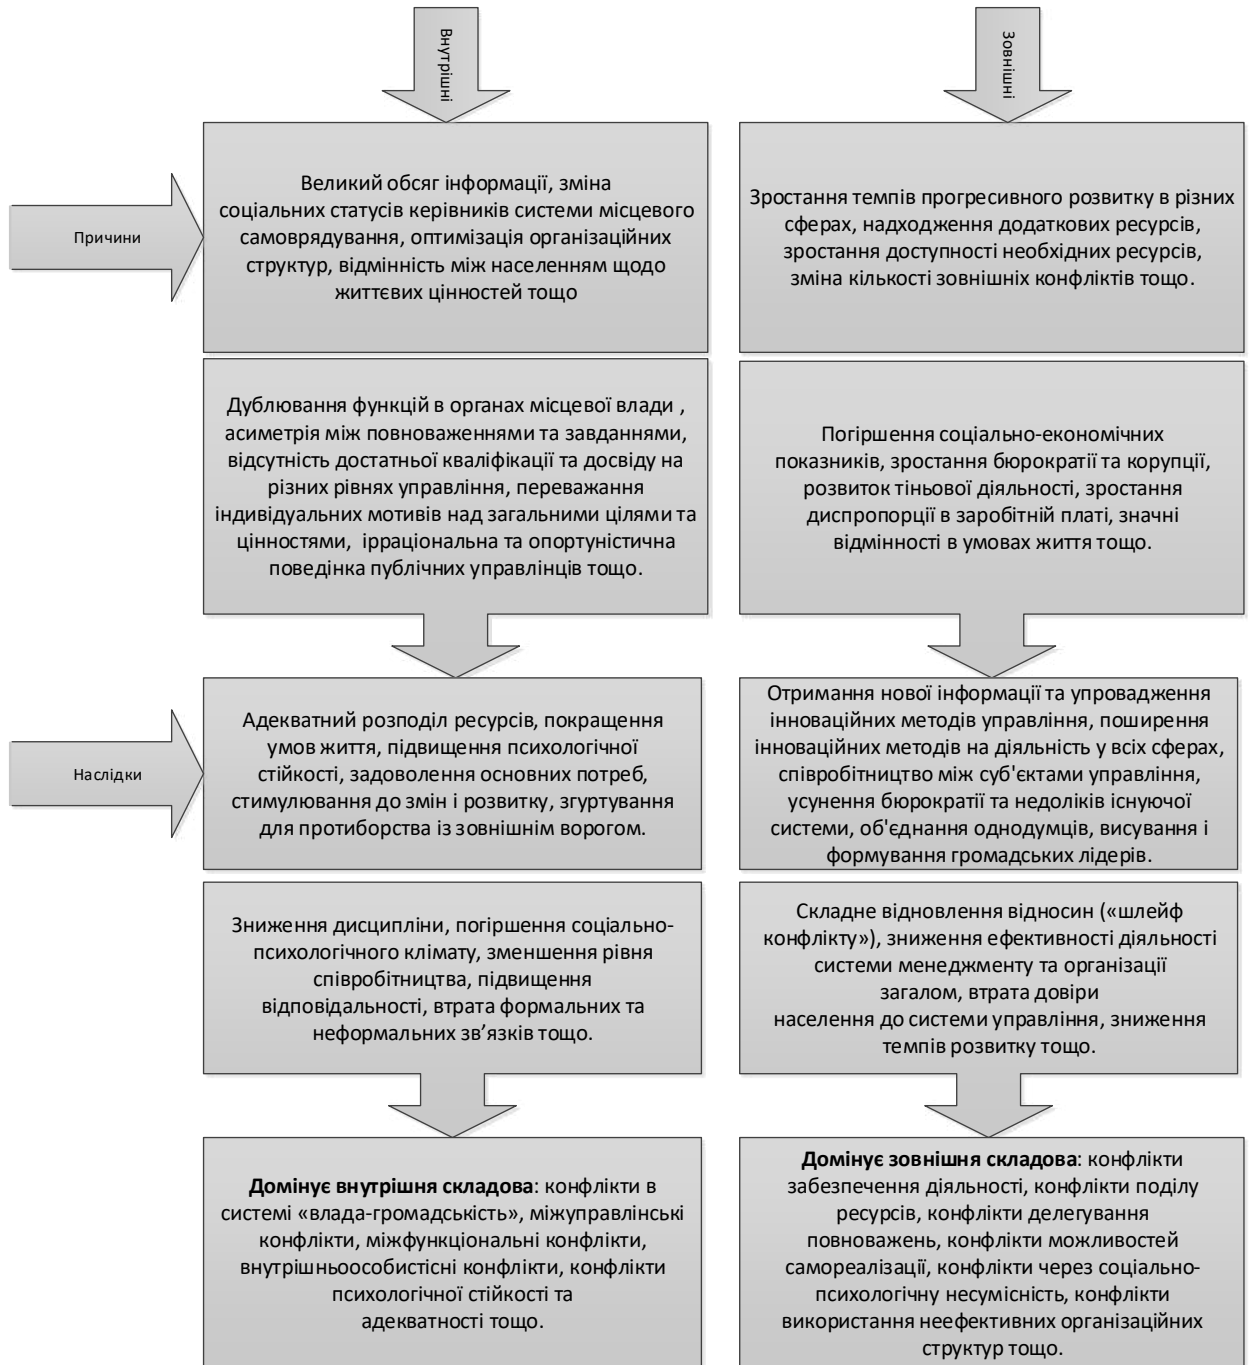 Внутрішні
Зовнішні
Причини
Великий обсяг інформації, зміна
соціальних статусів керівників системи місцевого
самоврядування, оптимізація організаційних
структур, відмінність між населенням щодо
життєвих цінностей тощо
Зростання темпів прогресивного розвитку в різних
сферах, надходження додаткових ресурсів,
зростання доступності необхідних ресурсів,
зміна кількості зовнішніх конфліктів тощо.
Дублювання функцій в органах місцевої влади ,
асиметрія між повноваженнями та завданнями,
відсутність достатньої кваліфікації та досвіду на
різних рівнях управління, переважання
індивідуальних мотивів над загальними цілями та
цінностями, ірраціональна та опортуністична
поведінка публічних управлінців тощо.
Погіршення соціально-економічних
показників, зростання бюрократії та корупції,
розвиток тіньової діяльності, зростання
диспропорції в заробітній платі, значні
відмінності в умовах життя тощо.
Наслідки
Адекватний розподіл ресурсів, покращення
умов життя, підвищення психологічної
стійкості, задоволення основних потреб,
стимулювання до змін і розвитку, згуртування
для протиборства із зовнішнім ворогом.
Отримання нової інформації та упровадження
інноваційних методів управління, поширення
інноваційних методів на діяльність у всіх сферах,
співробітництво між суб'єктами управління,
усунення бюрократії та недоліків існуючої
системи, об'єднання однодумців, висування і
формування громадських лідерів.
Зниження дисципліни, погіршення соціально-
психологічного клімату, зменшення рівня
співробітництва, підвищення
відповідальності, втрата формальних та
неформальних зв’язків тощо.
Складне відновлення відносин («шлейф
конфлікту»), зниження ефективності діяльності
системи менеджменту та організації
загалом, втрата довіри
населення до системи управління, зниження
темпів розвитку тощо.
Домінує внутрішня складова: конфлікти в
системі «влада-громадськість», міжуправлінські
конфлікти, міжфункціональні конфлікти,
внутрішньоособистісні конфлікти, конфлікти
психологічної стійкості та
адекватності тощо.
Домінує зовнішня складова: конфлікти
забезпечення діяльності, конфлікти поділу
ресурсів, конфлікти делегування
повноважень, конфлікти можливостей
самореалізації, конфлікти через соціально-
психологічну несумісність, конфлікти
використання неефективних організаційних
структур тощо.